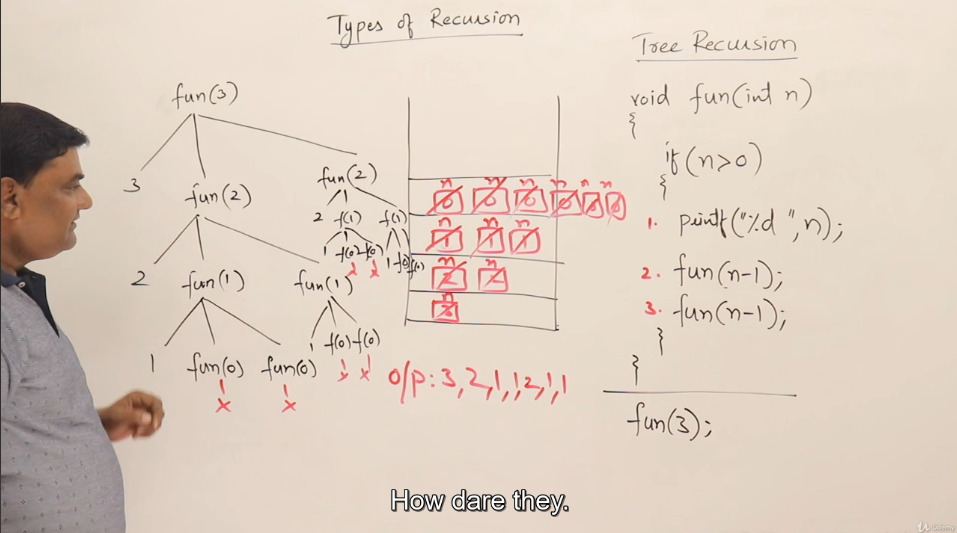 Types of Recursion
fun(3)
3
fun(2)
fun(2)
2
fun(1)
fun(1)
2
f(1)
f(1)
1
fun(0)
fun(0)
1
f(0)
f(0)
1
f(0)
f(0)
1
f(0)
f(0)
x
x
x
x
x
x
n
n
n
n
n
n
0
0
0
0
0
0
n
n
n
1
1
1
n
n
2
2
n
3
o/p : 3, 2, 1, 1, 2, 1, 1
Tree Recursion
void fun(int n)
{
if (n>0)
{
1. printf("%d ", n);
2. fun(n-1);
3. fun(n-1);
}
}
fun(3);
How dare they.
Udemy